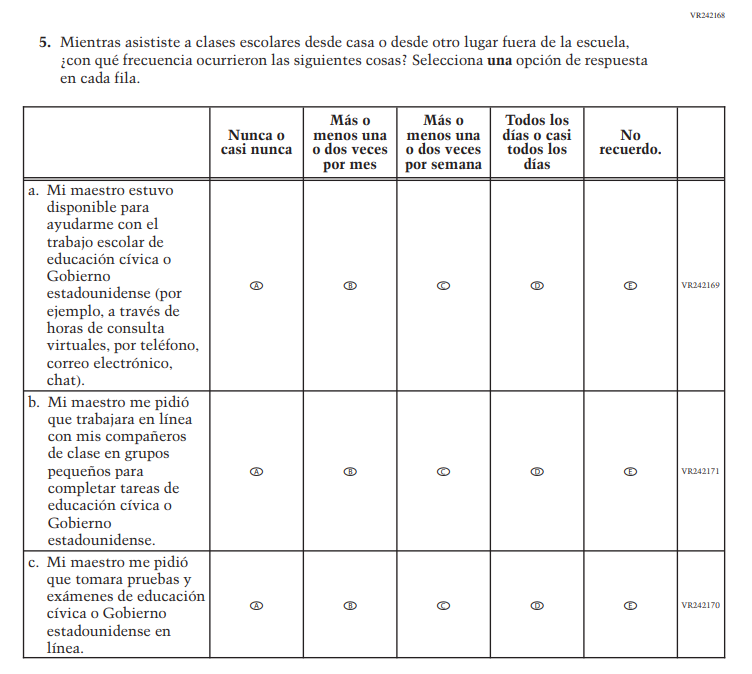 VR242168
5. Mientras asististe a clases escolares desde casa o desde otro lugar fuera de la escuela,
¿con qué frecuencia ocurrieron las siguientes cosas? Selecciona una opción de respuesta
en cada fila.
Nunca o
casi nunca
Más o
menos una
o dos veces
por mes
Más o
menos una
o dos veces
por semana
Todos los
días o casi
todos los
días
No
recuerdo.
a. Mi maestro estuvo
disponible para
ayudarme con el
trabajo escolar de
educación cívica o
Gobierno
estadounidense (por
ejemplo, a través de
horas de consulta
virtuales, por teléfono,
correo electrónico,
chat).
A B C D E VR242169
b. Mi maestro me pidió
que trabajara en línea
con mis compañeros
de clase en grupos
pequeños para
completar tareas de
educación cívica o
Gobierno
estadounidense.
A B C D E VR242171
c. Mi maestro me pidió
que tomara pruebas y
exámenes de educación
cívica o Gobierno
estadounidense en
línea.
A B C D E VR242170